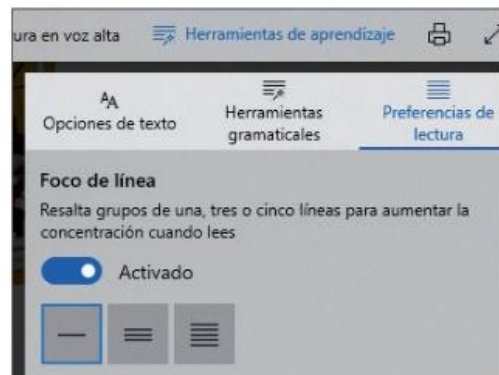 ura en voz alta Herramientas de aprendizaje
Opciones de texto
Herramientas
gramaticales
Preferencias de
lectura
Foco de línea
Resalta grupos de una, tres o cinco líneas para aumentar la
concentración cuando lees
Activado